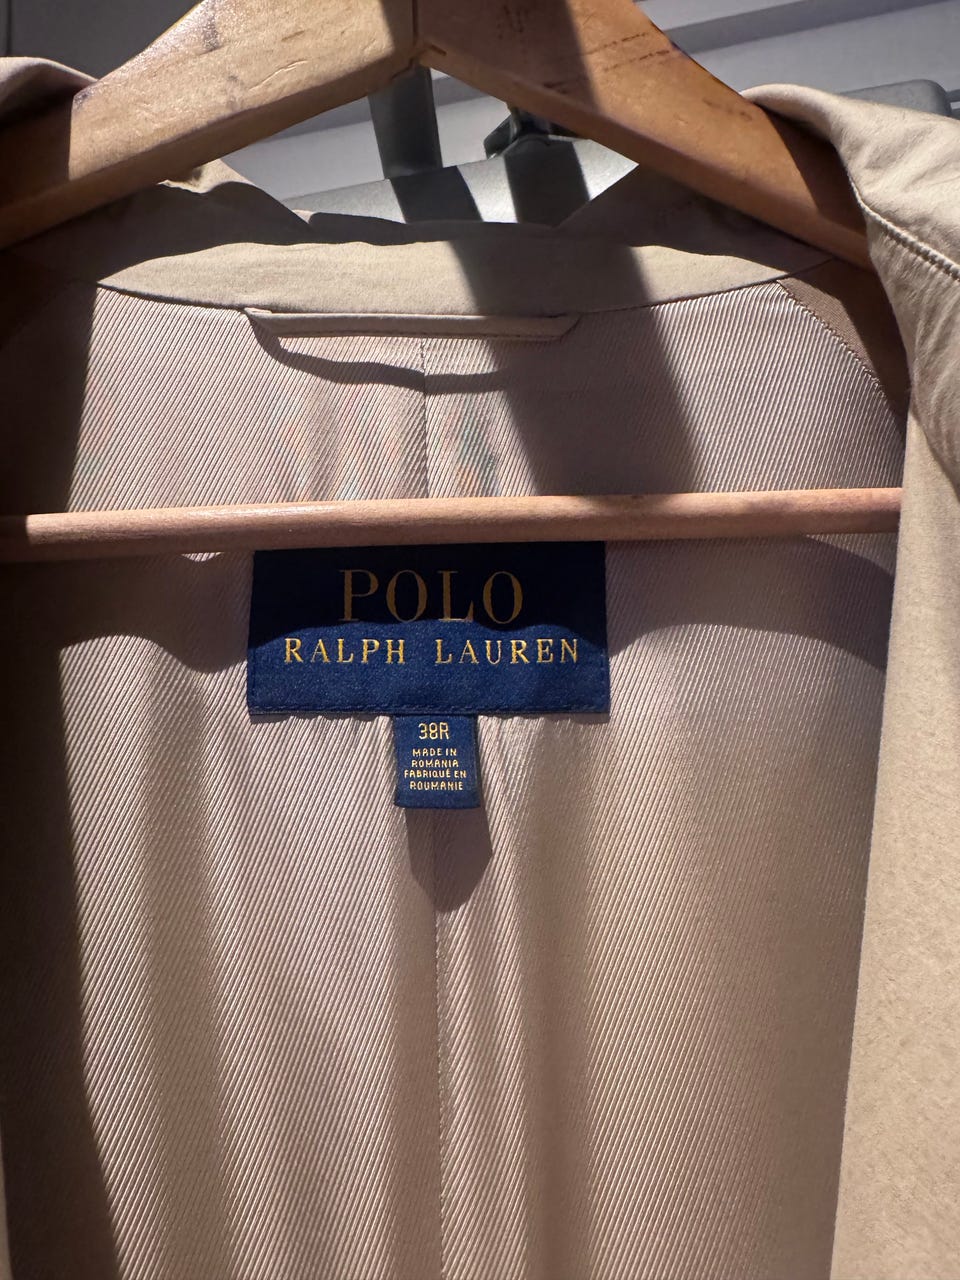 POLO
RALPH LAUREN
38R
MADE IN
ROMANIA
FABRIQUÉ EN
ROUMANIE